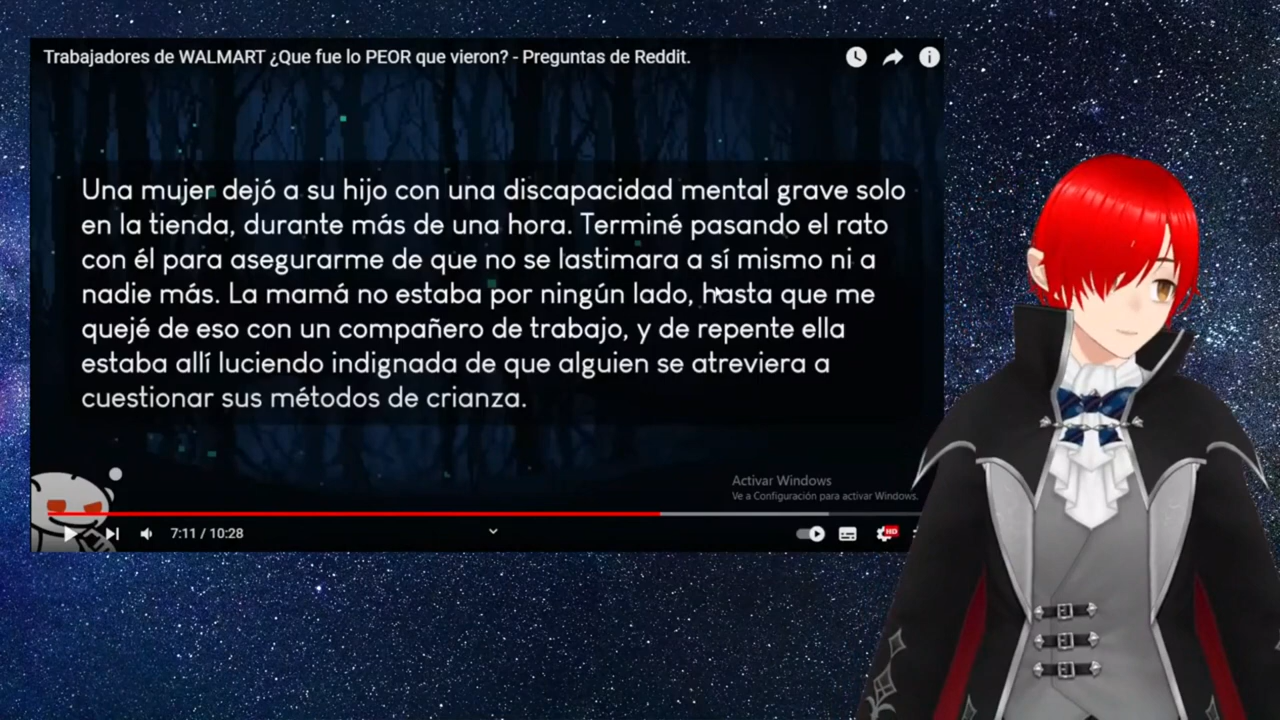 Trabajadores de WALMART ¿Que fue lo PEOR que vieron? - Preguntas de Reddit.
Una mujer dejó a su hijo con una discapacidad mental grave solo
en la tienda, durante más de una hora. Terminé pasando el rato
con él para asegurarme de que no se lastimara a sí mismo ni a
nadie más. La mamá no estaba por ningún lado, hasta que me
quejé de eso con un compañero de trabajo, y de repente ella
estaba allí luciendo indignada de que alguien se atreviera a
cuestionar sus métodos de crianza.
Activar Windows
Ve a Configuración para activar Windows.
7:11 / 10:28
HD